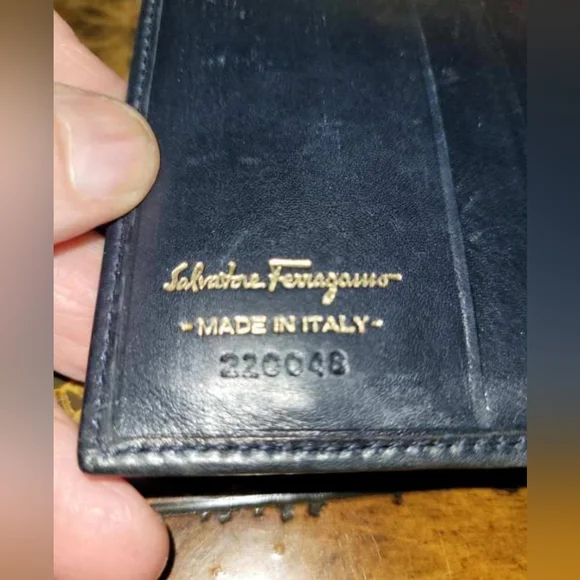 Salvatore Ferragamo
- MADE IN ITALY -
220048